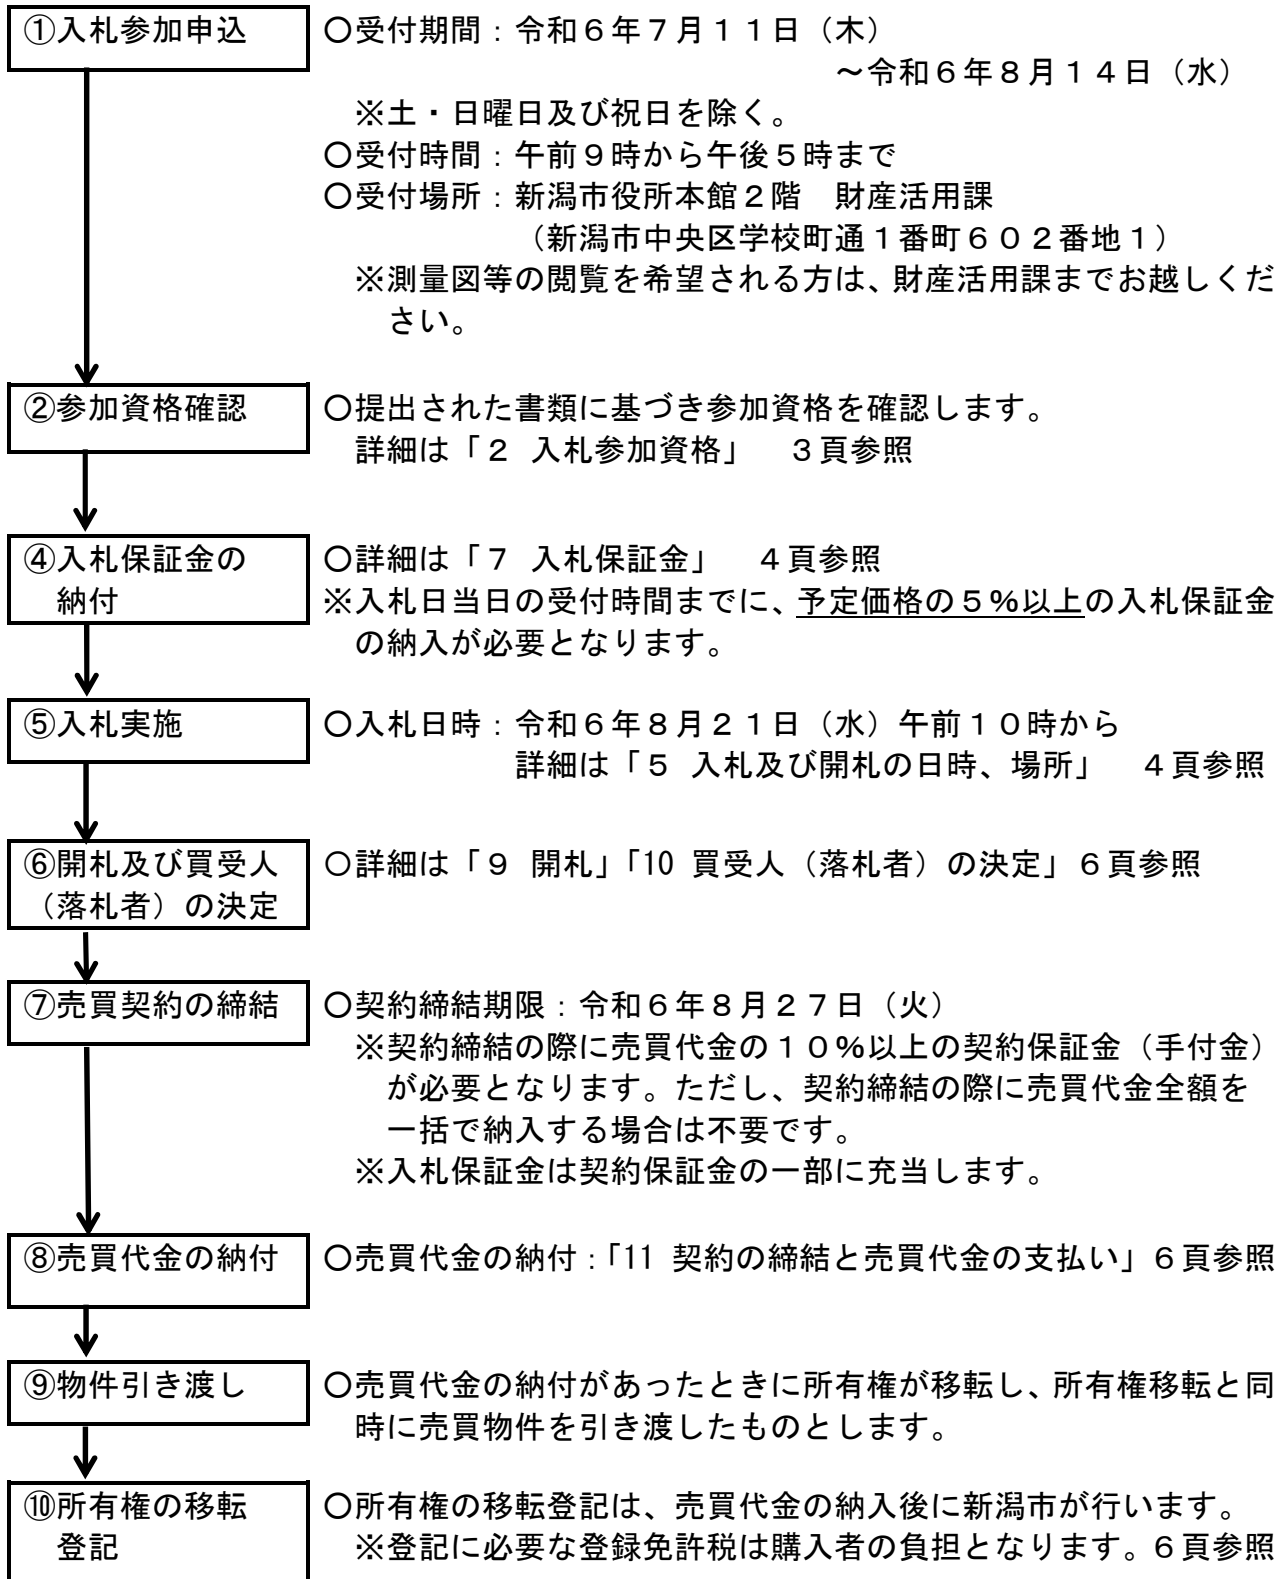 ①入札参加申込
○受付期間：令和６年７月１１日（木）
～令和６年８月１４日（水）
※土・日曜日及び祝日を除く。
○受付時間：午前９時から午後５時まで
○受付場所：新潟市役所本館２階　財産活用課
（新潟市中央区学校町通１番町６０２番地１）
※測量図等の閲覧を希望される方は、財産活用課までお越しくだ
さい。
②参加資格確認
○提出された書類に基づき参加資格を確認します。
詳細は「２ 入札参加資格」　３頁参照
④入札保証金の
納付
○詳細は「７ 入札保証金」　４頁参照
※入札日当日の受付時間までに、予定価格の５％以上の入札保証金
の納入が必要となります。
⑤入札実施
○入札日時：令和６年８月２１日（水）午前１０時から
詳細は「５ 入札及び開札の日時、場所」　４頁参照
⑥開札及び買受人
（落札者）の決定
○詳細は「９ 開札」「10 買受人（落札者）の決定」６頁参照
⑦売買契約の締結
○契約締結期限：令和６年８月２７日（火）
※契約締結の際に売買代金の１０％以上の契約保証金（手付金）
が必要となります。ただし、契約締結の際に売買代金全額を
一括で納入する場合は不要です。
※入札保証金は契約保証金の一部に充当します。
⑧売買代金の納付
○売買代金の納付：「11 契約の締結と売買代金の支払い」６頁参照
⑨物件引き渡し
○売買代金の納付があったときに所有権が移転し、所有権移転と同
時に売買物件を引き渡したものとします。
⑩所有権の移転
登記
○所有権の移転登記は、売買代金の納入後に新潟市が行います。
※登記に必要な登録免許税は購入者の負担となります。６頁参照